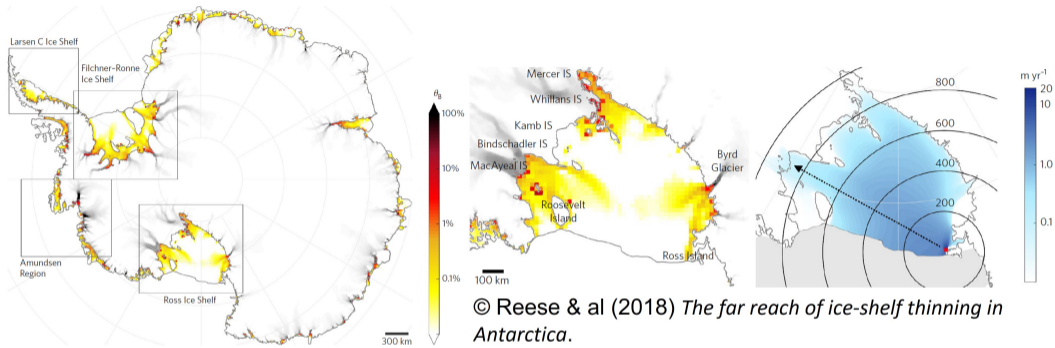 Larsen C Ice Shelf
Filchner–Ronne
Ice Shelf
Amundsen
Region
Ross Ice Shelf
300 km
θB
100%
10%
1%
0.1%
Mercer IS
Whillans IS
Kamb IS
Bindschadler IS
MacAyeal IS
Roosevelt
Island
Byrd
Glacier
Ross Island
100 km
800
600
400
200
m yr⁻¹
20
10
1.0
0.1
© Reese & al (2018) The far reach of ice-shelf thinning in
Antarctica.